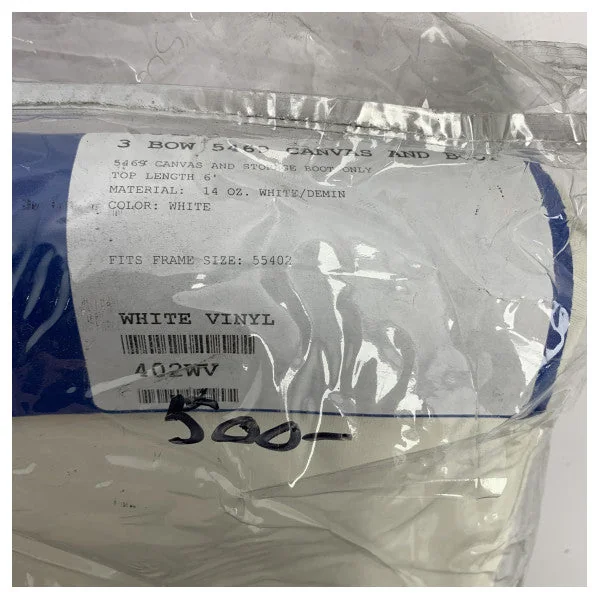 3 BOW 5469 CANVAS AND BOOT
5469 CANVAS AND STORAGE BOOT ONLY
TOP LENGTH 6'
MATERIAL: 14 OZ. WHITE/DEMIN
COLOR: WHITE
FITS FRAME SIZE: 55402
WHITE VINYL
402WV
500-